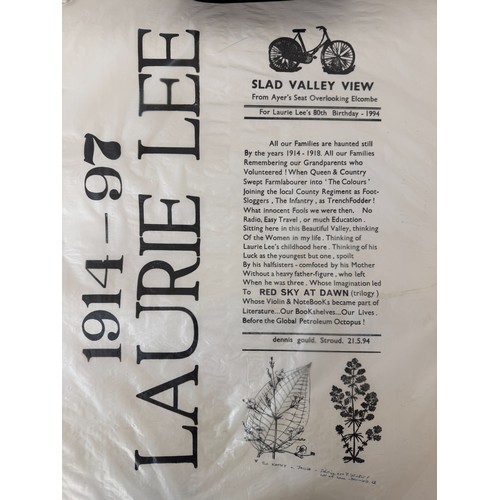 1914-97
LAURIE LEE
SLAD VALLEY VIEW
From Ayer's Seat Overlooking Elcombe
For Laurie Lee's 80th Birthday - 1994
All our Families are haunted still
By the years 1914 - 1918. All our Families
Remembering our Grandparents who
Volunteered ! When Queen & Country
Swept Farmlabourer into 'The Colours'
Joining the local County Regiment as Foot-
Sloggers , The Infantry , as TrenchFodder !
What innocent Fools we were then. No
Radio, Easy Travel , or much Education .
Sitting here in this Beautiful Valley, thinking
Of the Women in my life . Thinking of
Laurie Lee's childhood here . Thinking of his
Luck as the youngest but one , spoilt
By his halfsisters - comfoted by his Mother
Without a heavy father-figure , who left
When he was three . Whose Imagination led
To RED SKY AT DAWN (trilogy)
Whose Violin & NoteBooks became part of
Literature...Our Bookshelves...Our Lives .
Before the Global Petroleum Octopus !
dennis gould. Stroud. 21.5.94